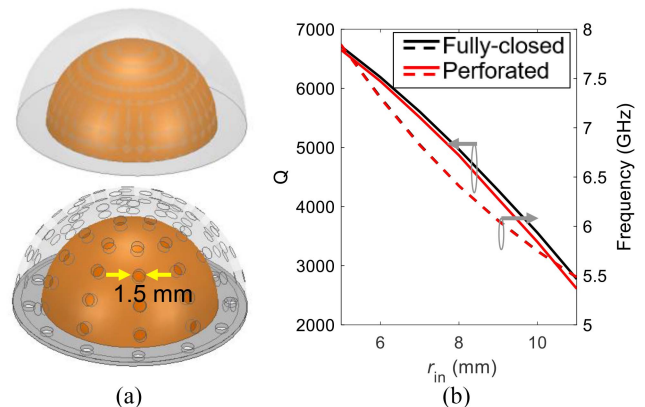 1.5 mm
(a)
b)
7000
6000
5000
4000
3000
2000
Q
Fully-closed
Perforated
8
7.5
7
6.5
6
5.5
5
Frequency (GHz)
6
8
10
r_in (mm)
(b)